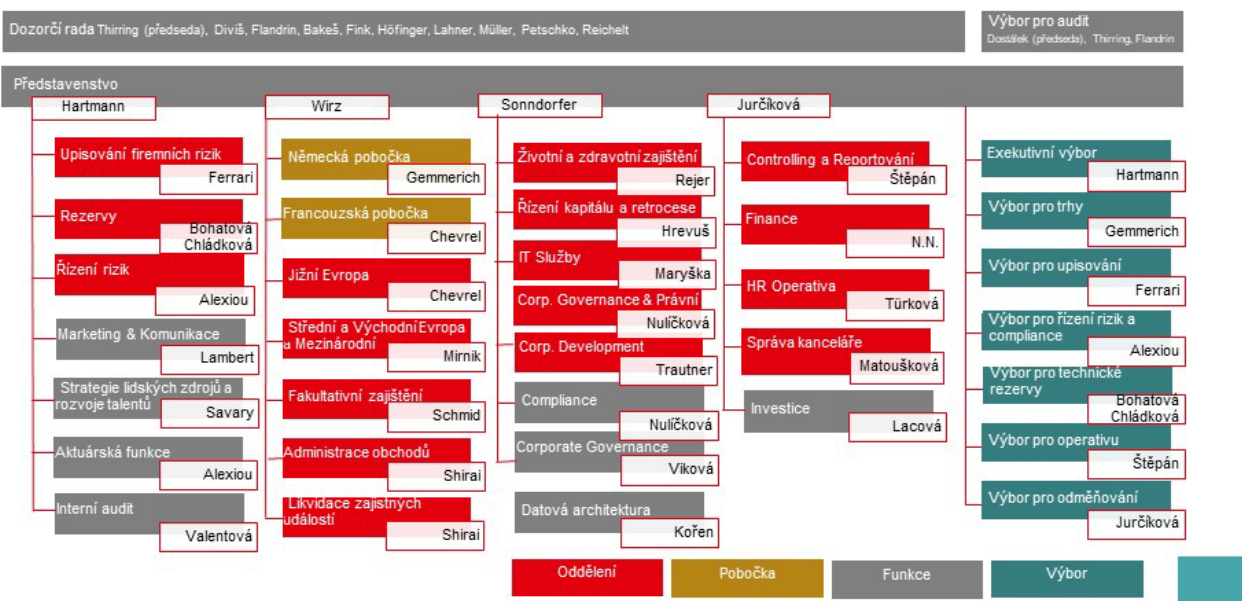 Dozorčí rada Thirring (předseda), Diviš, Flandrin, Bakeš, Fink, Höfinger, Lahner, Müller, Petschko, Reichelt
Výbor pro audit
Dostálek (předseda), Thirring, Flandrin
Představenstvo
Hartmann
Upisování firemních rizik
Ferrari
Rezervy
Bohatová
Chládková
Řízení rizik
Alexiou
Marketing & Komunikace
Lambert
Strategie lidských zdrojů a
rozvoje talentů
Savary
Aktuárská funkce
Alexiou
Interní audit
Valentová
Wirz
Německá pobočka
Gemmerich
Francouzská pobočka
Chevrel
Jižní Evropa
Chevrel
Střední a Východní Evropa
a Mezinárodní
Mirnik
Fakultativní zajištění
Schmid
Administrace obchodů
Shirai
Likvidace zajistných
událostí
Shirai
Sonndorfer
Životní a zdravotní zajištění
Rejer
Řízení kapitálu a retrocese
Hrevuš
IT Služby
Maryška
Corp. Governance & Právní
Nulíčková
Corp. Development
Trautner
Compliance
Nulíčková
Corporate Governance
Viková
Datová architektura
Kořen
Jurčíková
Controlling a Reportování
Štěpán
Finance
N.N.
HR Operativa
Türková
Správa kanceláře
Matoušková
Investice
Lacová
Exekutivní výbor
Hartmann
Výbor pro trhy
Gemmerich
Výbor pro upisování
Ferrari
Výbor pro řízení rizik a
compliance
Alexiou
Výbor pro technické
rezervy
Bohatová
Chládková
Výbor pro operativu
Štěpán
Výbor pro odměňování
Jurčíková
Oddělení
Pobočka
Funkce
Výbor